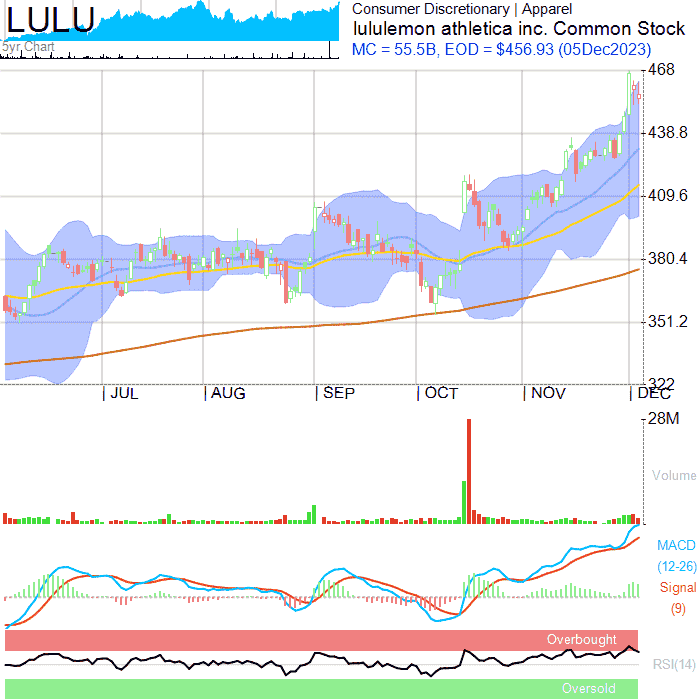 LULU
5yr. Chart
Consumer Discretionary | Apparel
lululemon athletica inc. Common Stock
MC = 55.5B, EOD = $456.93 (05Dec2023)
468
438.8
409.6
380.4
351.2
322
JUL AUG SEP OCT NOV DEC
28M
Volume
MACD
(12-26)
Signal
(9)
Overbought
RSI(14)
Oversold